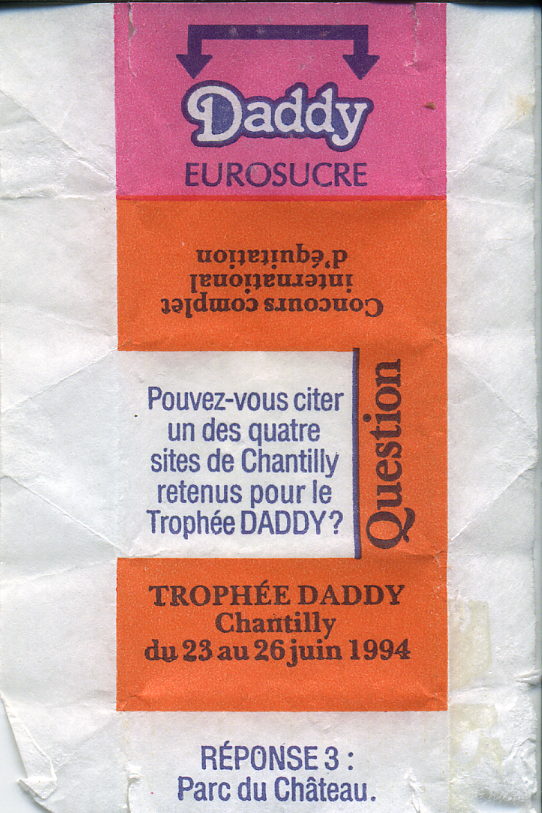 Daddy
EUROSUCRE
Concours complet
international
d'équitation
Pouvez-vous citer
un des quatre
sites de Chantilly
retenus pour le
Trophée DADDY?
Question
TROPHÉE DADDY
Chantilly
du 23 au 26 juin 1994
RÉPONSE 3 :
Parc du Château.